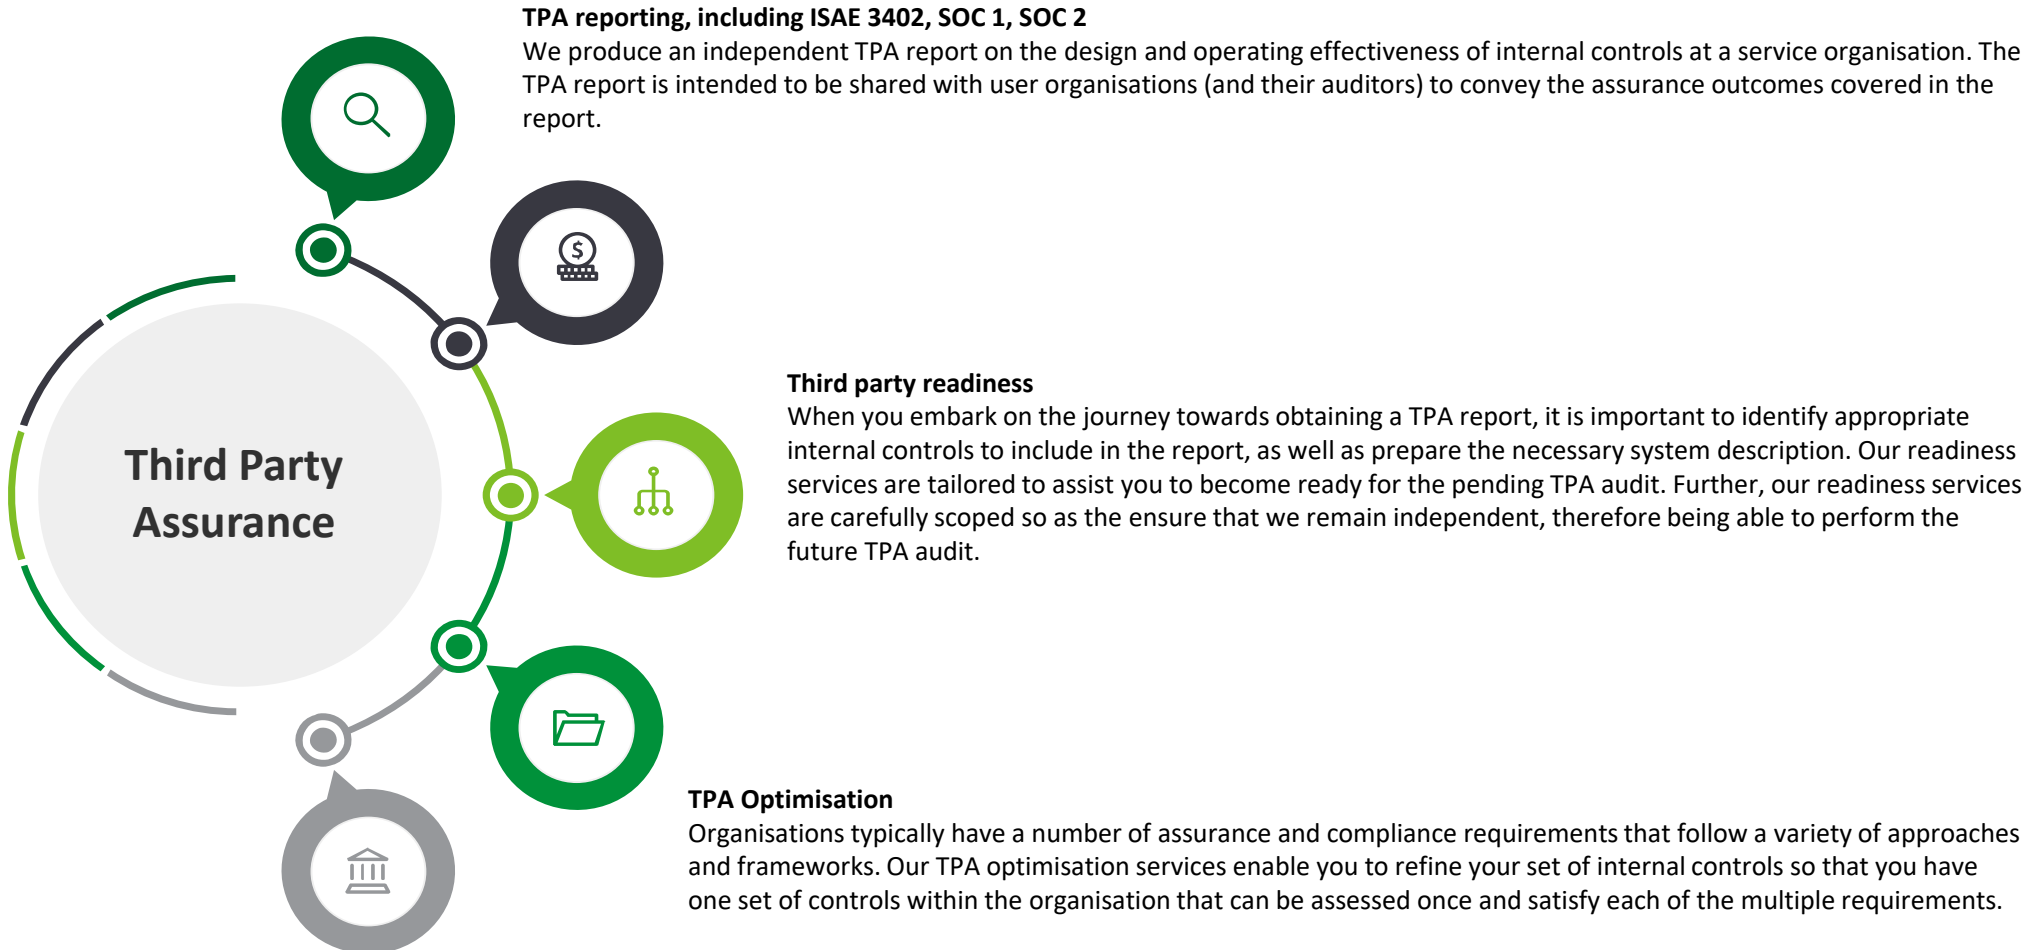 TPA reporting, including ISAE 3402, SOC 1, SOC 2
We produce an independent TPA report on the design and operating effectiveness of internal controls at a service organisation. The
TPA report is intended to be shared with user organisations (and their auditors) to convey the assurance outcomes covered in the
report.
$
Third Party
Assurance
Third party readiness
When you embark on the journey towards obtaining a TPA report, it is important to identify appropriate
internal controls to include in the report, as well as prepare the necessary system description. Our readiness
services are tailored to assist you to become ready for the pending TPA audit. Further, our readiness services
are carefully scoped so as the ensure that we remain independent, therefore being able to perform the
future TPA audit.
TPA Optimisation
Organisations typically have a number of assurance and compliance requirements that follow a variety of approaches
and frameworks. Our TPA optimisation services enable you to refine your set of internal controls so that you have
one set of controls within the organisation that can be assessed once and satisfy each of the multiple requirements.